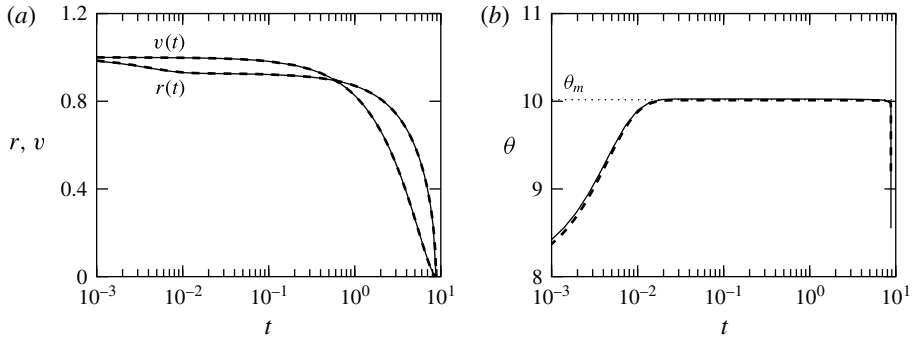 (a)
1.2
0.8
0.4
0
r, v
v(t)
r(t)
10⁻³ 10⁻² 10⁻¹ 10⁰ 10¹
t
(b)
11
10
9
8
θ
θₘ
10⁻³ 10⁻² 10⁻¹ 10⁰ 10¹
t